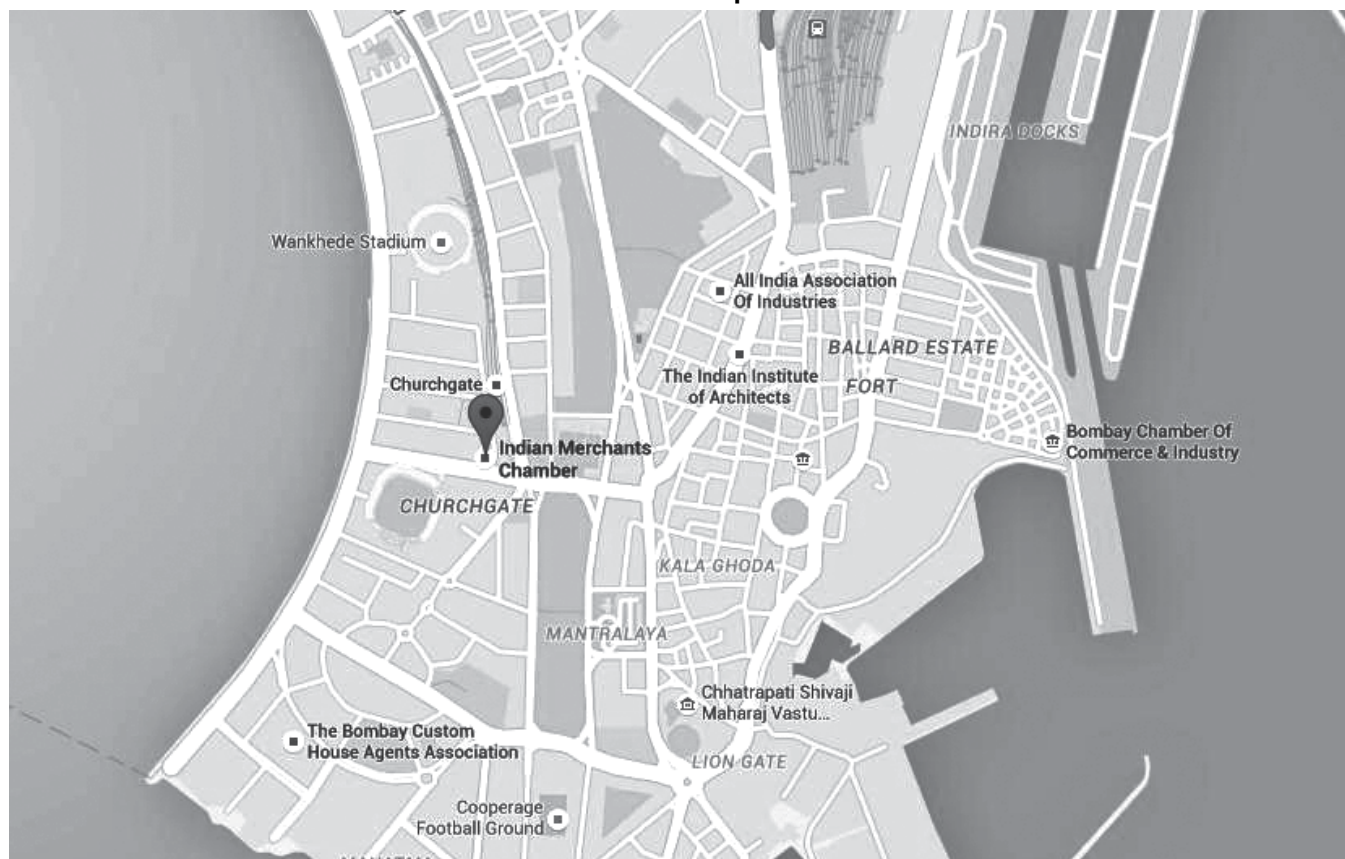 INDIRA DOCKS
Wankhede Stadium
All India Association
Of Industries
BALLARD ESTATE
Churchgate
The Indian Institute
of Architects
FORT
Indian Merchants
Chamber
Bombay Chamber Of
Commerce & Industry
CHURCHGATE
KALA GHODA
MANTRALAYA
Chhatrapati Shivaji
Maharaj Vastu...
The Bombay Custom
House Agents Association
LION GATE
Cooperage
Football Ground